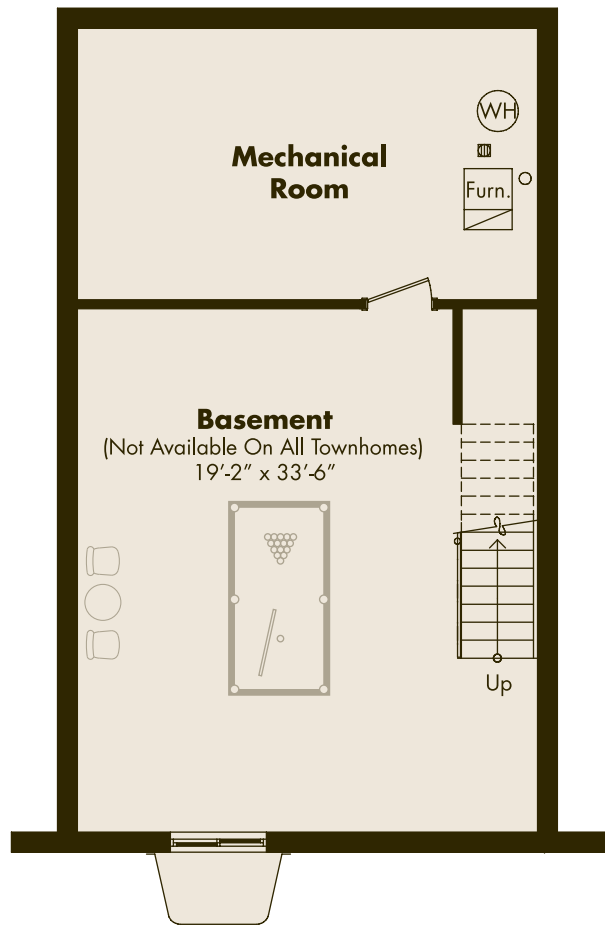 WH
Mechanical
Room
Furn.
Basement
(Not Available On All Townhomes)
19’-2” x 33’-6”
Up